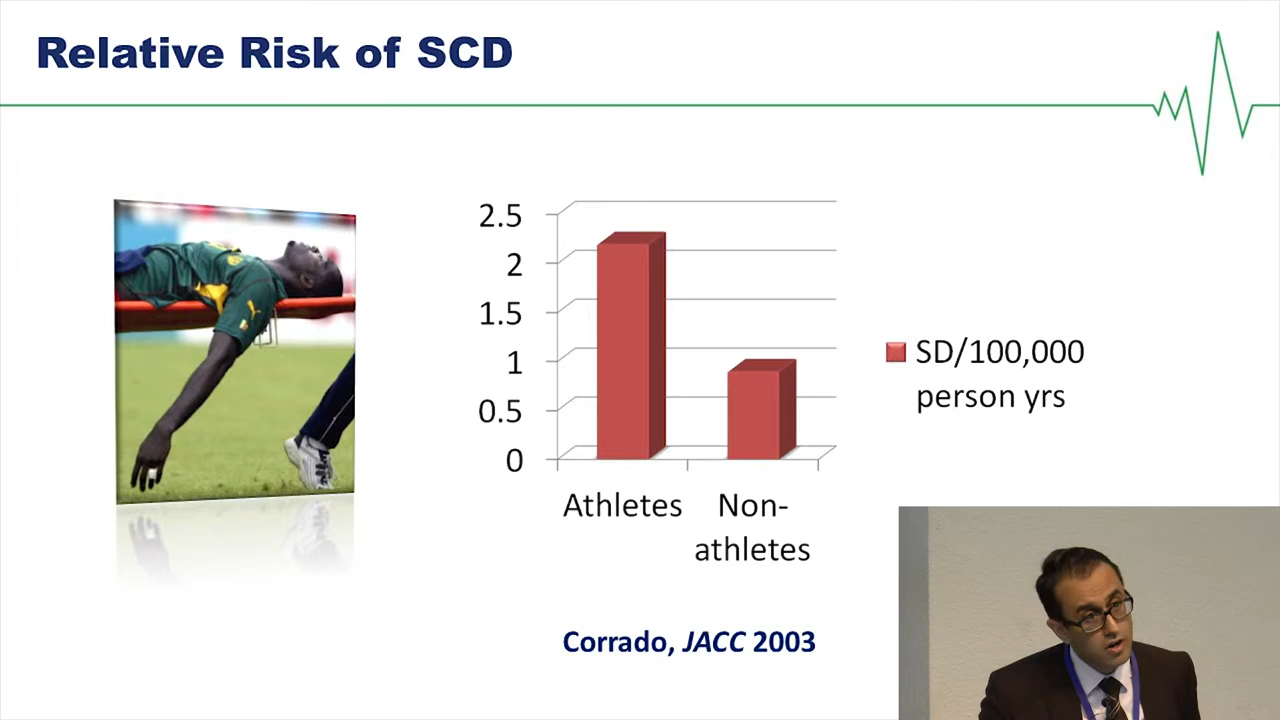 Relative Risk of SCD
2.5
2
1.5
1
0.5
0
Athletes
Non-
athletes
SD/100,000
person yrs
Corrado, JACC 2003